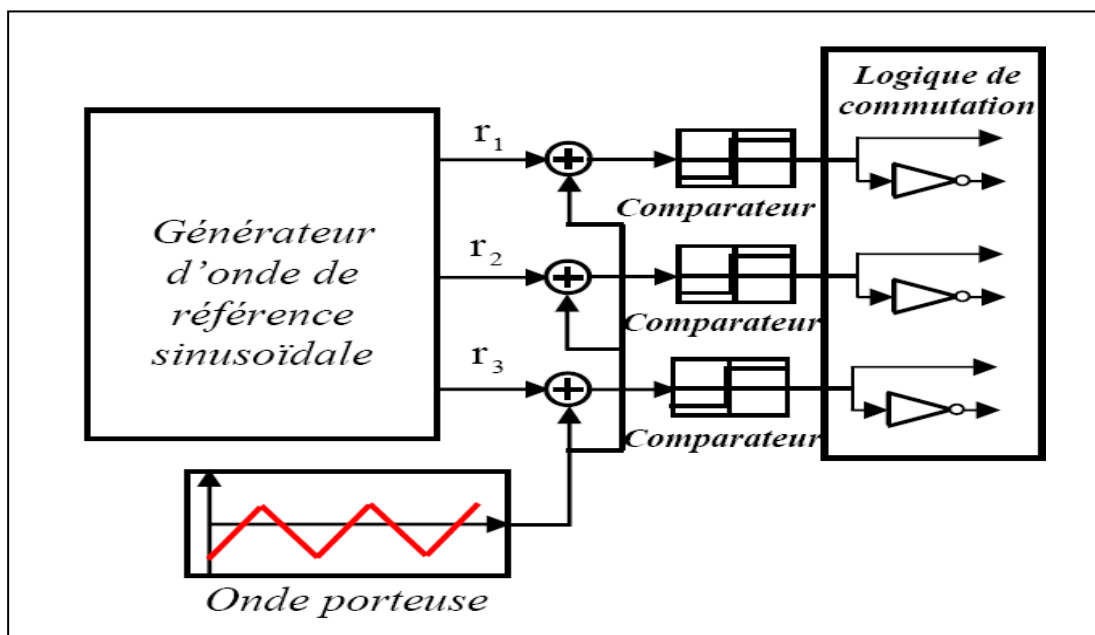 Générateur
d'onde de
référence
sinusoïdale
r₁
r₂
r₃
Comparateur
Comparateur
Comparateur
Logique de
commutation
Onde porteuse